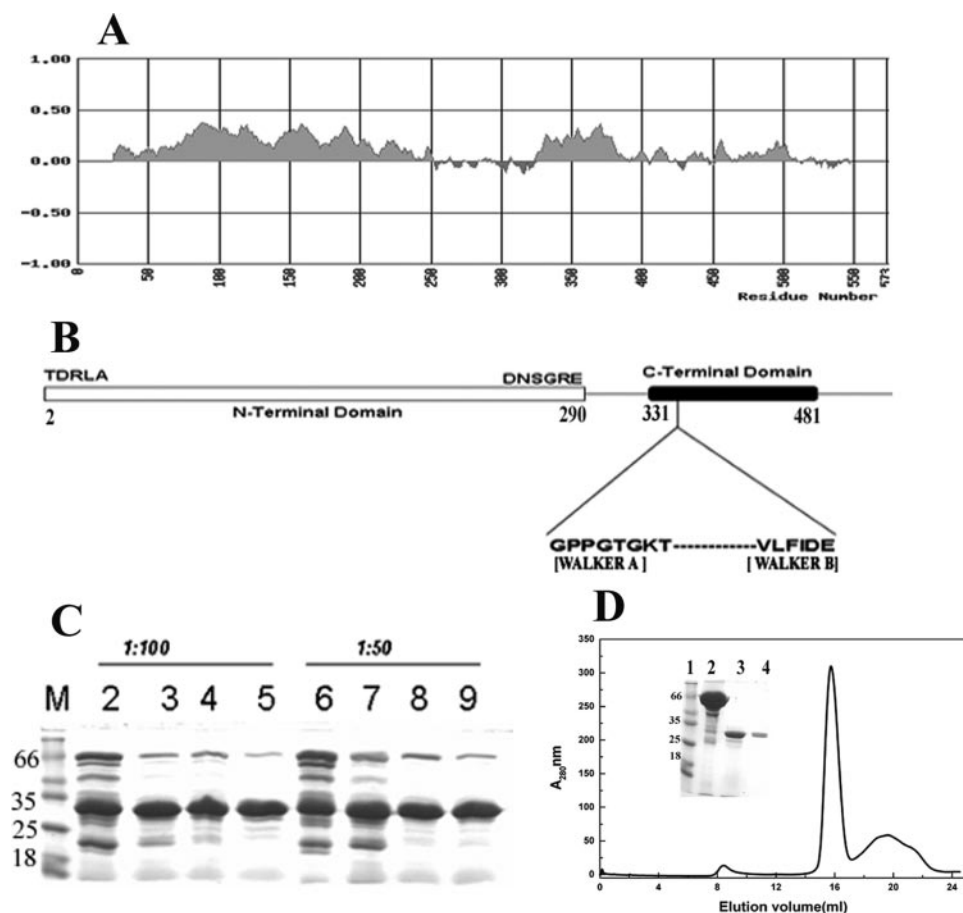 A
1.00
0.50
0.00
-0.50
-1.00
0 50 100 150 200 250 300 350 400 450 500 550 573
Residue Number
B
TDRLA DNSGRE C-Terminal Domain
N-Terminal Domain
2 290 331 481
GPPGTGKT------------VLFIDE
[WALKER A] [ WALKER B]
C
1:100 1:50
M 2 3 4 5 6 7 8 9
66
35
25
18
D
350
300
250
200
150
100
50
0
A280nm
1 2 3 4
66
35
25
18
0 4 8 12 16 20 24
Elution volume(ml)